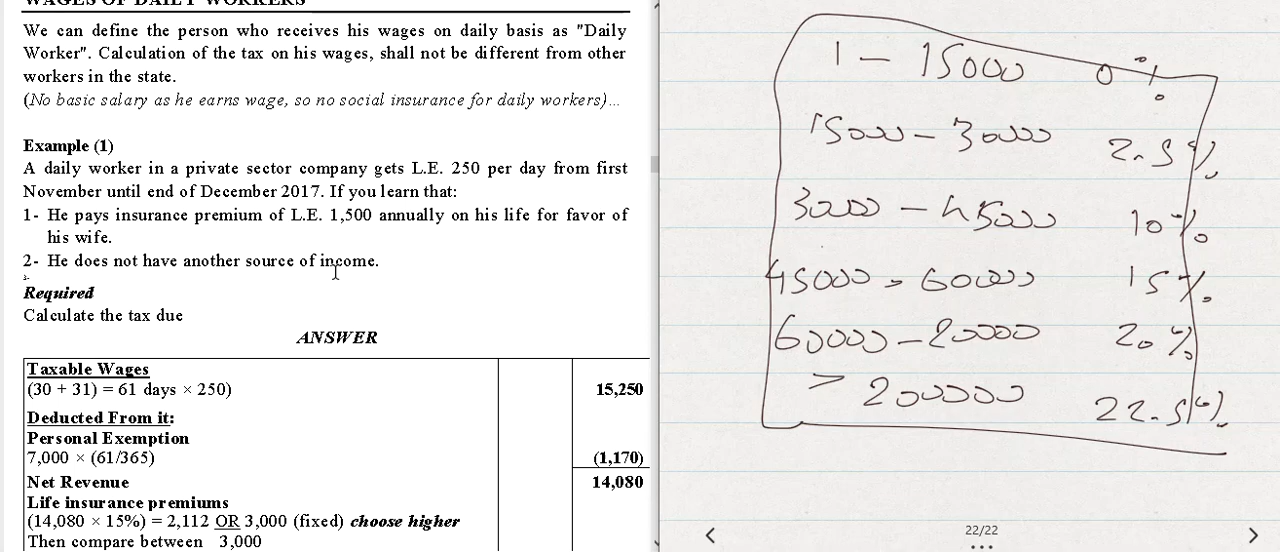 WAGES OF DAILY WORKERS
We can define the person who receives his wages on daily basis as "Daily
Worker". Calculation of the tax on his wages, shall not be different from other
workers in the state.
(No basic salary as he earns wage, so no social insurance for daily workers)...
Example (1)
A daily worker in a private sector company gets L.E. 250 per day from first
November until end of December 2017. If you learn that:
1- He pays insurance premium of L.E. 1,500 annually on his life for favor of
his wife.
2- He does not have another source of income.
Required
Calculate the tax due
ANSWER
Taxable Wages
(30 + 31) = 61 days × 250) 15,250
Deducted From it:
Personal Exemption
7,000 × (61/365) (1,170)
Net Revenue 14,080
Life insurance premiums
(14,080 × 15%) = 2,112 OR 3,000 (fixed) choose higher
Then compare between 3,000
1 - 15000 0%
15000 - 30000 2.5%
30000 - 45000 10%
45000 - 60000 15%
60000 - 20000 20%
> 200000 22.5%
22/22